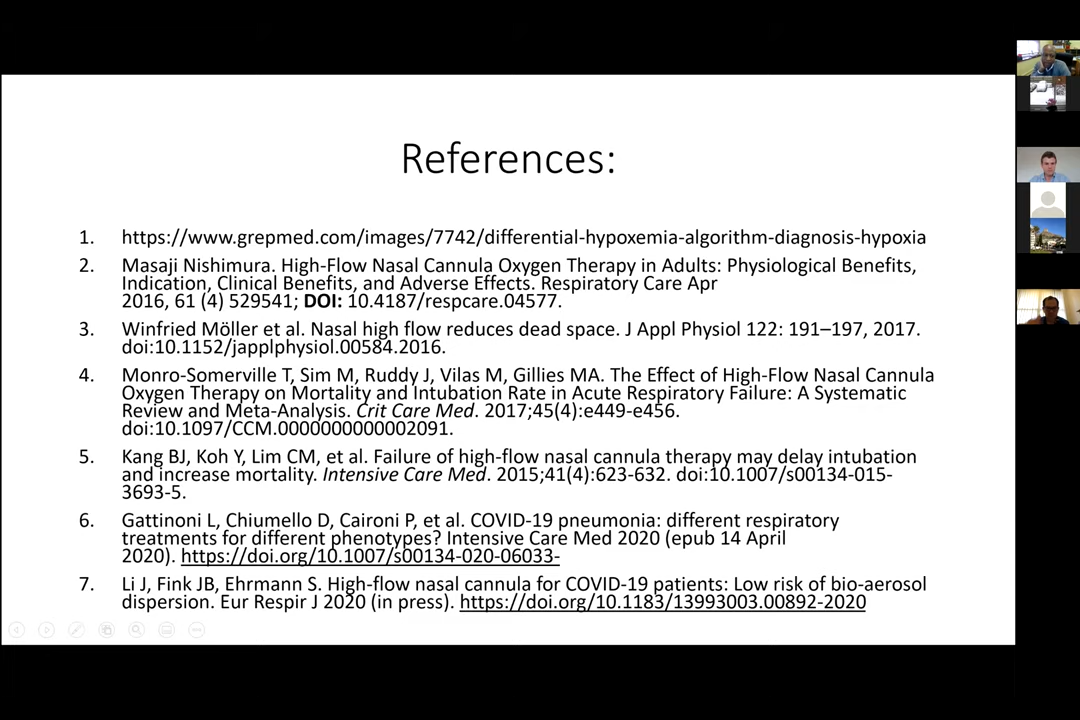 References:
1. https://www.grepmed.com/images/7742/differential-hypoxemia-algorithm-diagnosis-hypoxia
2. Masaji Nishimura. High-Flow Nasal Cannula Oxygen Therapy in Adults: Physiological Benefits,
Indication, Clinical Benefits, and Adverse Effects. Respiratory Care Apr
2016, 61 (4) 529541; DOI: 10.4187/respcare.04577.
3. Winfried Möller et al. Nasal high flow reduces dead space. J Appl Physiol 122: 191–197, 2017.
doi:10.1152/japplphysiol.00584.2016.
4. Monro-Somerville T, Sim M, Ruddy J, Vilas M, Gillies MA. The Effect of High-Flow Nasal Cannula
Oxygen Therapy on Mortality and Intubation Rate in Acute Respiratory Failure: A Systematic
Review and Meta-Analysis. Crit Care Med. 2017;45(4):e449-e456.
doi:10.1097/CCM.0000000000002091.
5. Kang BJ, Koh Y, Lim CM, et al. Failure of high-flow nasal cannula therapy may delay intubation
and increase mortality. Intensive Care Med. 2015;41(4):623-632. doi:10.1007/s00134-015-
3693-5.
6. Gattinoni L, Chiumello D, Caironi P, et al. COVID-19 pneumonia: different respiratory
treatments for different phenotypes? Intensive Care Med 2020 (epub 14 April
2020). https://doi.org/10.1007/s00134-020-06033-
7. Li J, Fink JB, Ehrmann S. High-flow nasal cannula for COVID-19 patients: Low risk of bio-aerosol
dispersion. Eur Respir J 2020 (in press). https://doi.org/10.1183/13993003.00892-2020